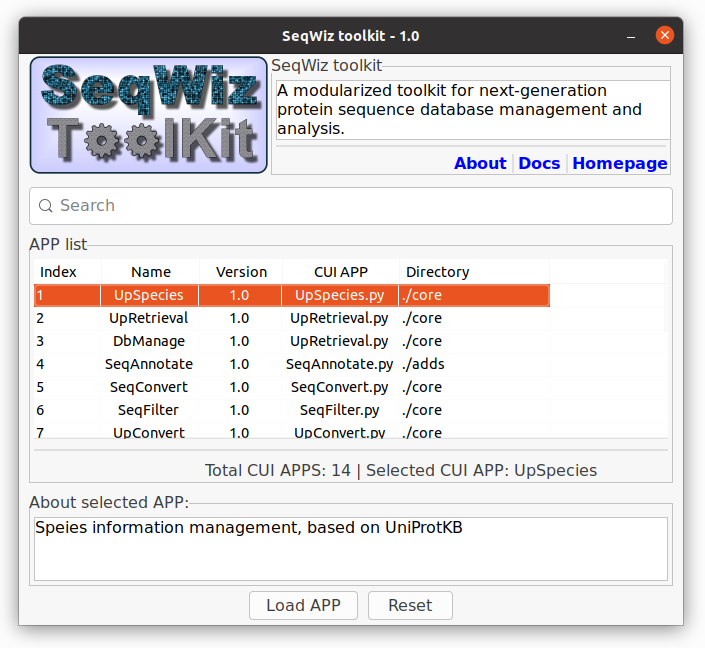 SeqWiz toolkit - 1.0
SeqWiz
ToolKit
SeqWiz toolkit
A modularized toolkit for next-generation
protein sequence database management and
analysis.
About Docs Homepage
Search
APP list
Index Name Version CUI APP Directory
1 UpSpecies 1.0 UpSpecies.py ./core
2 UpRetrieval 1.0 UpRetrieval.py ./core
3 DbManage 1.0 DbManage.py ./core
4 SeqAnnotate 1.0 SeqAnnotate.py ./adds
5 SeqConvert 1.0 SeqConvert.py ./core
6 SeqFilter 1.0 SeqFilter.py ./core
7 UpConvert 1.0 UpConvert.py ./core
Total CUI APPS: 14 | Selected CUI APP: UpSpecies
About selected APP:
Speies information management, based on UniProtKB
Load APP Reset